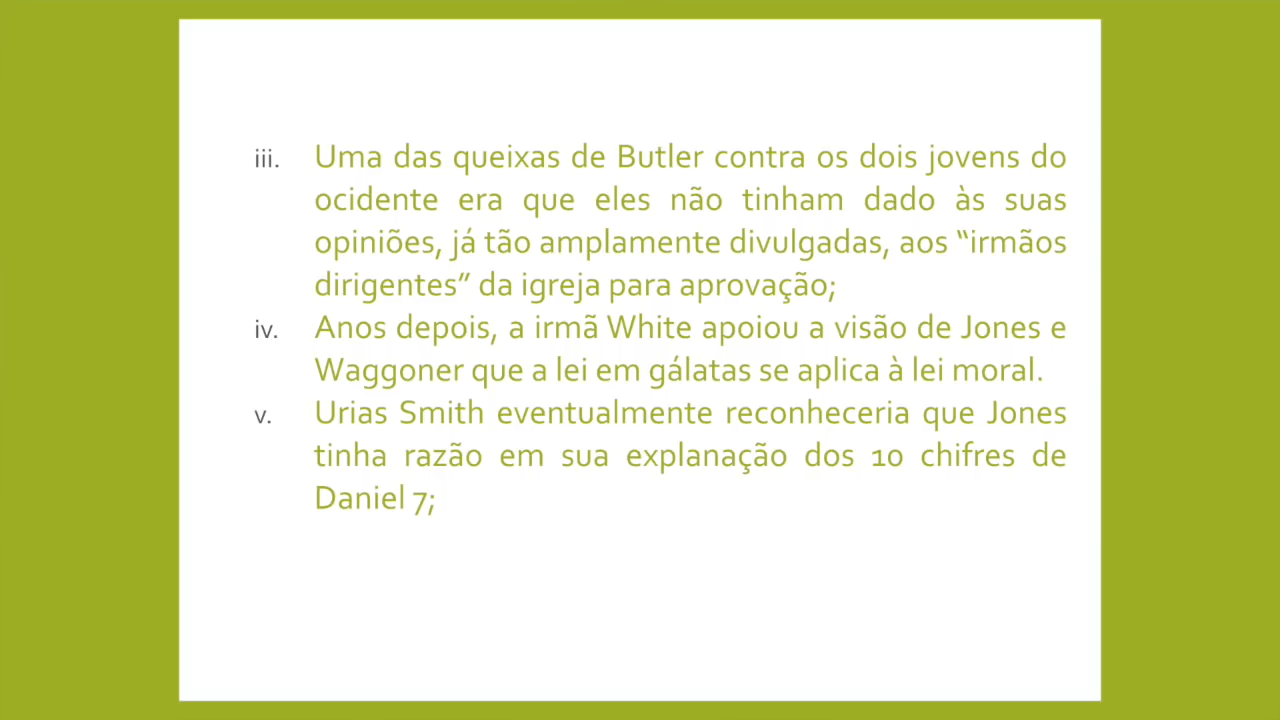 iii. Uma das queixas de Butler contra os dois jovens do
ocidente era que eles não tinham dado às suas
opiniões, já tão amplamente divulgadas, aos “irmãos
dirigentes” da igreja para aprovação;
iv. Anos depois, a irmã White apoiou a visão de Jones e
Waggoner que a lei em gálatas se aplica à lei moral.
v. Urias Smith eventualmente reconheceria que Jones
tinha razão em sua explanação dos 10 chifres de
Daniel 7;